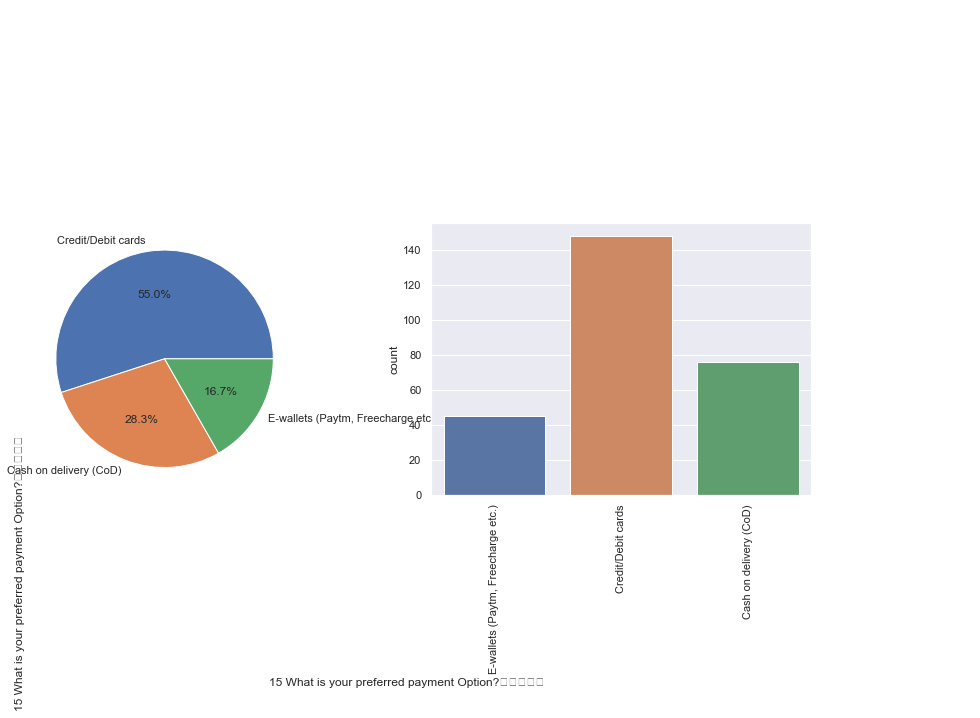 Credit/Debit cards
55.0%
16.7%
28.3%
E-wallets (Paytm, Freecharge etc
Cash on delivery (CoD)
15 What is your preferred payment Option?□□□□□
140
120
100
80
60
40
20
0
count
E-wallets (Paytm, Freecharge etc.)
Credit/Debit cards
Cash on delivery (CoD)
15 What is your preferred payment Option?□□□□□